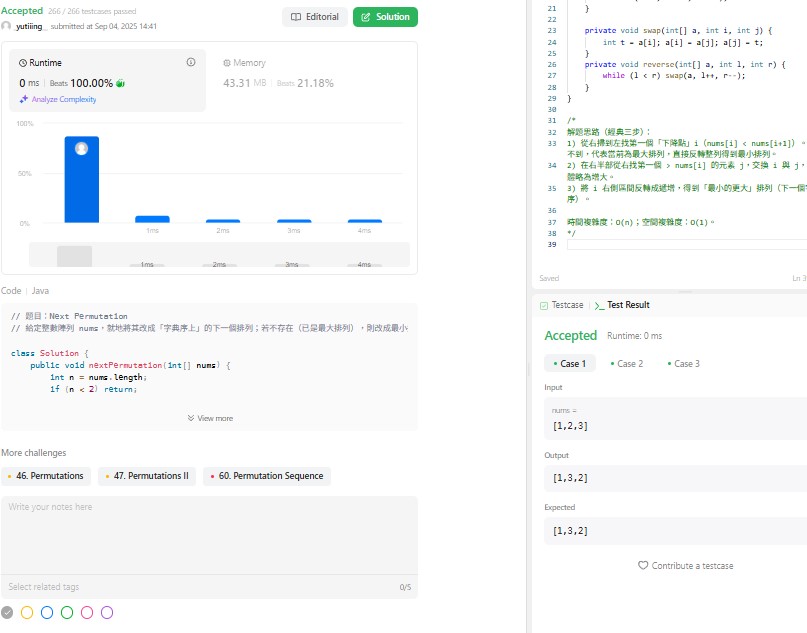 Accepted 266 / 266 testcases passed
yutiiing_ submitted at Sep 04, 2025 14:41
Editorial
Solution
Runtime
0 ms | Beats 100.00%
Analyze Complexity
Memory
43.31 MB | Beats 21.18%
100%
50%
0%
1ms 2ms 3ms 4ms
1ms 2ms 3ms 4ms
Code | Java
// 題目：Next Permutation
// 給定整數陣列 nums，就地將其改成「字典序上」的下一個排列；若不存在（已是最大排列），則改成最小
class Solution {
public void nextPermutation(int[] nums) {
int n = nums.length;
if (n < 2) return;
View more
More challenges
46. Permutations
47. Permutations II
60. Permutation Sequence
Write your notes here
Select related tags
0/5
21 }
22
23 private void swap(int[] a, int i, int j) {
24 int t = a[i]; a[i] = a[j]; a[j] = t;
25 }
26 private void reverse(int[] a, int l, int r) {
27 while (l < r) swap(a, l++, r--);
28 }
29 }
30
31 /*
32 解題思路（經典三步）：
33 1) 從右掃到左找第一個「下降點」i（nums[i] < nums[i+1]）。
不到，代表當前為最大排列，直接反轉整列得到最小排列。
34 2) 在右半部從右找第一個 > nums[i] 的元素 j，交換 i 與 j，
體略為增大。
35 3) 將 i 右側區間反轉成遞增，得到「最小的更大」排列（下一個
序）。
36
37 時間複雜度：O(n)；空間複雜度：O(1)。
38 */
39
Saved
Ln 3
Testcase
Test Result
Accepted Runtime: 0 ms
Case 1
Case 2
Case 3
Input
nums =
[1,2,3]
Output
[1,3,2]
Expected
[1,3,2]
Contribute a testcase